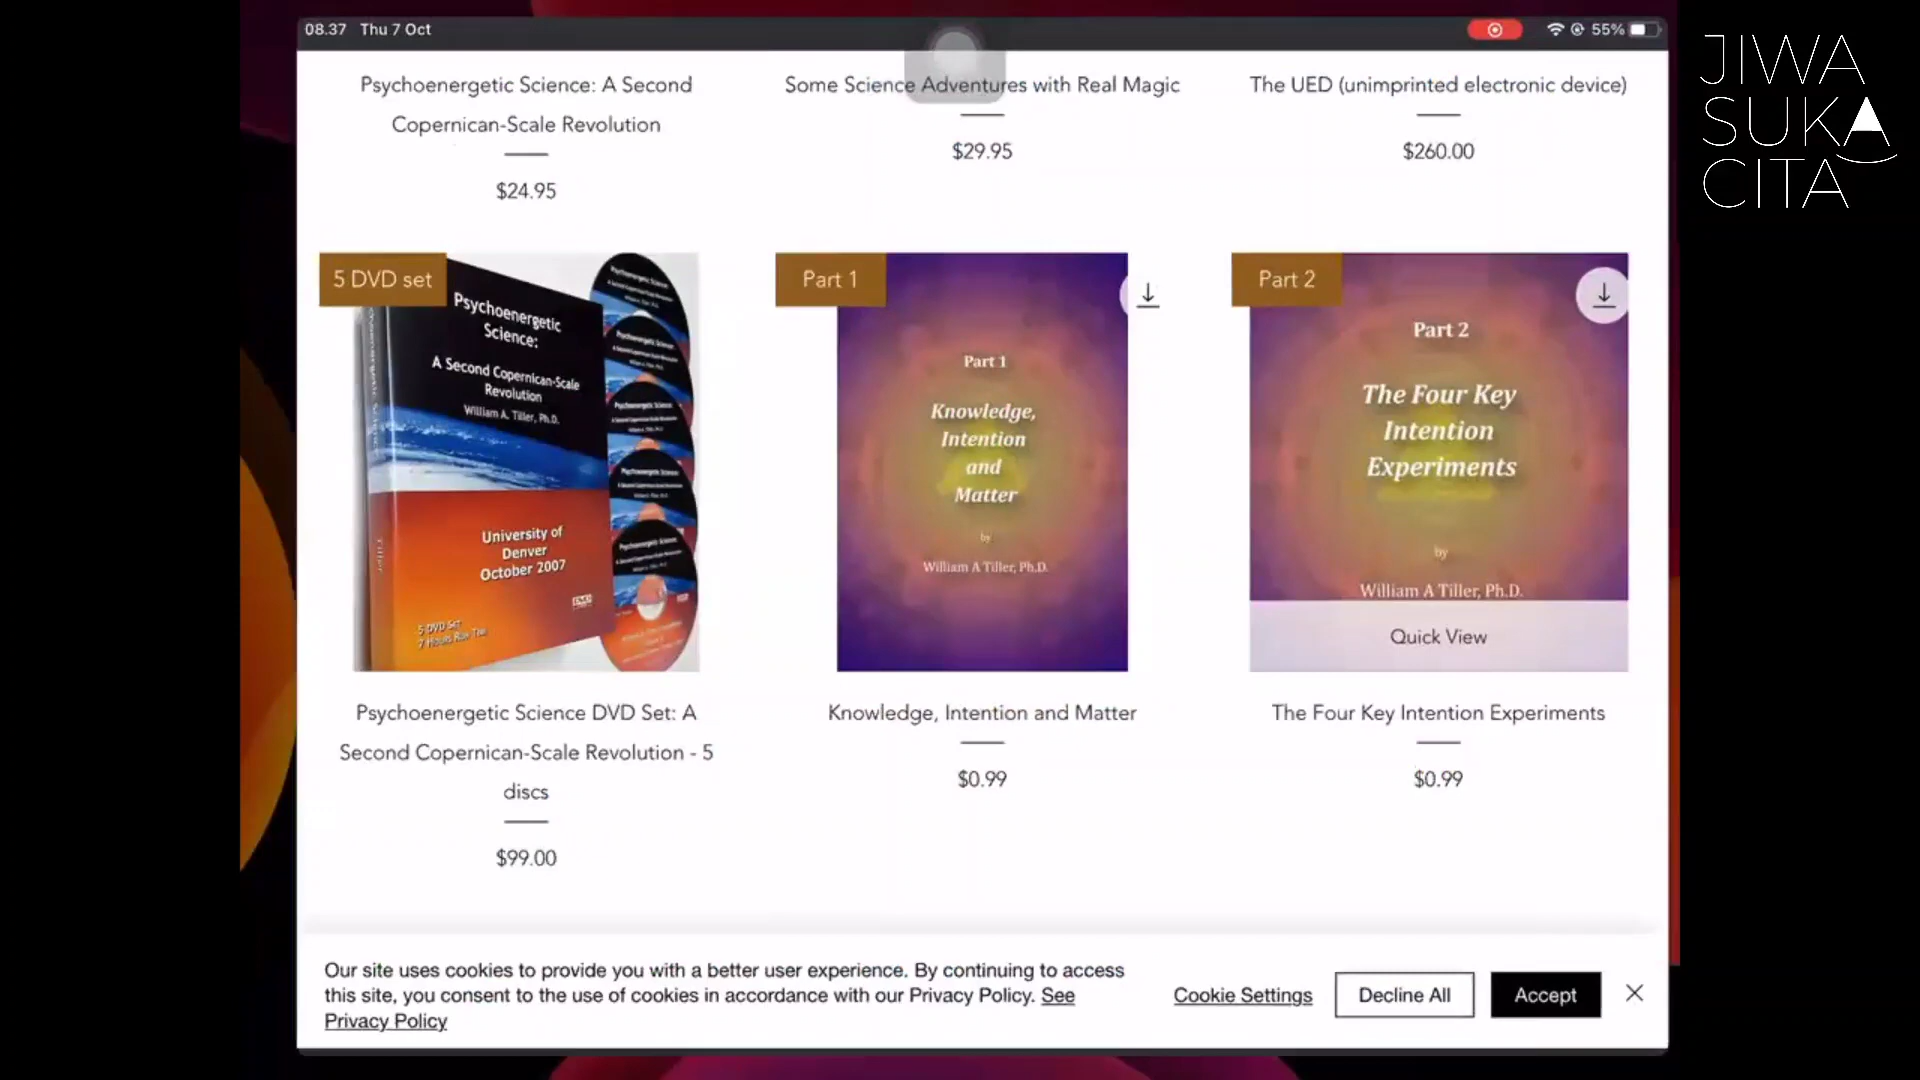 08.37 Thu 7 Oct
55%
JIWA
SUKA
CITA
Psychoenergetic Science: A Second
Copernican-Scale Revolution
$24.95
Some Science Adventures with Real Magic
$29.95
The UED (unimprinted electronic device)
$260.00
5 DVD set
Psychoenergetic
Science:
A Second Copernican-Scale
Revolution
William A. Tiller, Ph.D.
University of
Denver
October 2007
5 DVD Set
Psychoenergetic Science DVD Set: A
Second Copernican-Scale Revolution - 5
discs
$99.00
Part 1
Part 1
Knowledge,
Intention
and
Matter
by
William A Tiller, Ph.D.
Knowledge, Intention and Matter
$0.99
Part 2
Part 2
The Four Key
Intention
Experiments
by
William A Tiller, Ph.D.
Quick View
The Four Key Intention Experiments
$0.99
Our site uses cookies to provide you with a better user experience. By continuing to access
this site, you consent to the use of cookies in accordance with our Privacy Policy. See
Privacy Policy
Cookie Settings
Decline All
Accept